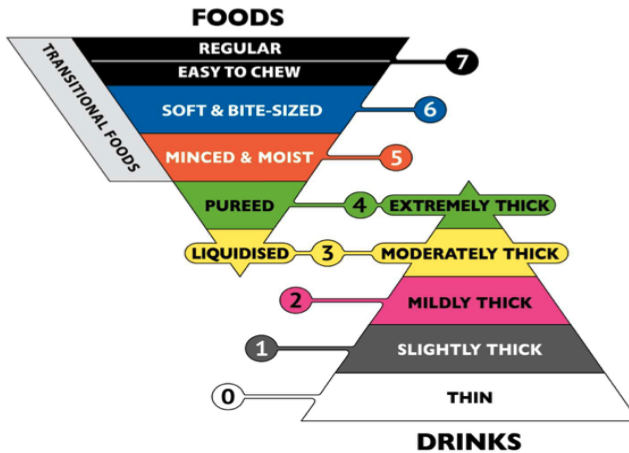 FOODS
REGULAR
EASY TO CHEW
7
TRANSITIONAL FOODS
SOFT & BITE-SIZED
6
MINCED & MOIST
5
PUREED
4
EXTREMELY THICK
LIQUIDISED
3
MODERATELY THICK
2
MILDLY THICK
1
SLIGHTLY THICK
0
THIN
DRINKS